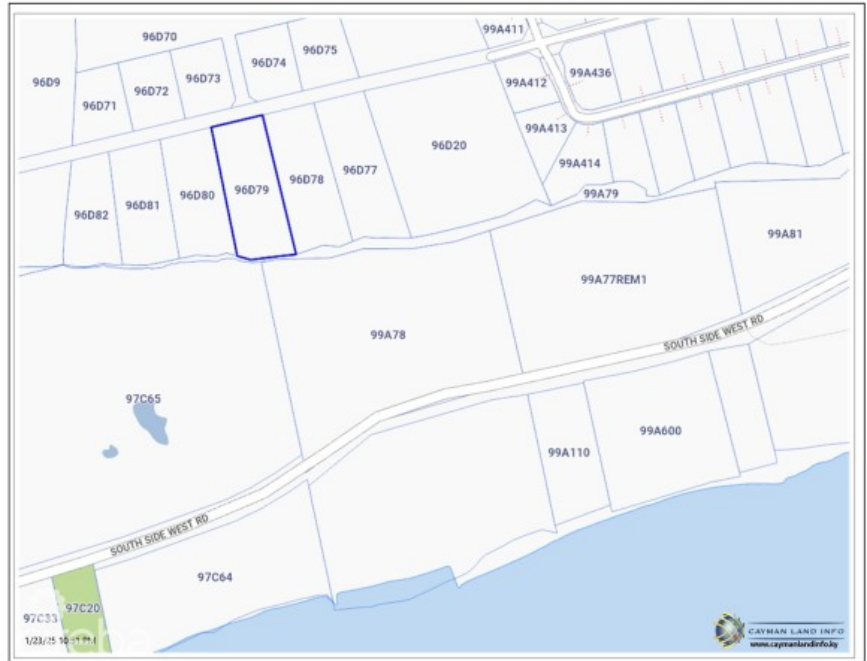 99A411
96D70
96D75
96D74
99A436
96D73
96D9
99A412
96D72
96D71
99A413
96D20
99A414
96D77
96D78
96D79
96D80
99A79
96D81
96D82
99A81
99A77REM1
99A78
SOUTH SIDE WEST RD
97C65
99A600
99A110
SOUTH SIDE WEST RD
97C64
97C20
97C33
CAYMAN LAND INFO
www.caymanlandinfo.ky